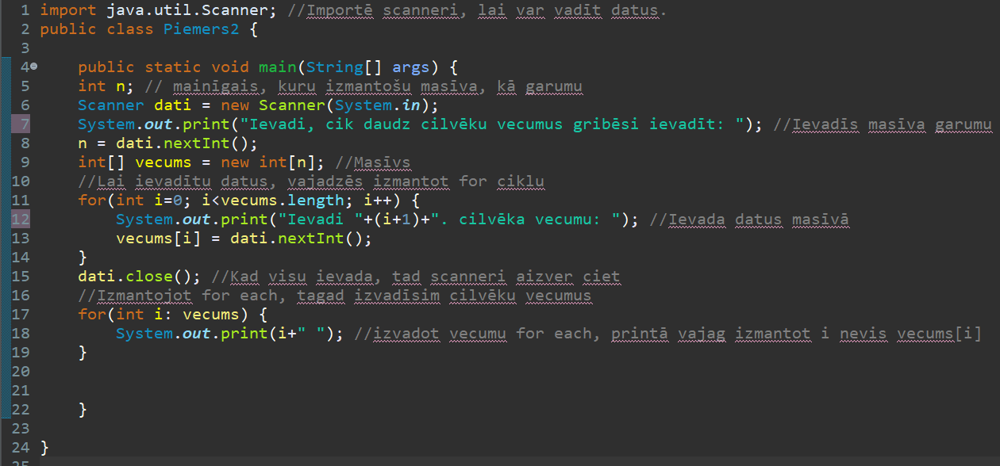 1 import java.util.Scanner; //Importē scanneri, lai var vadīt datus.
2 public class Piemers2 {
3
4 public static void main(String[] args) {
5 int n; // mainīgais, kuru izmantošu masīva, kā garumu
6 Scanner dati = new Scanner(System.in);
7 System.out.print("Ievadi, cik daudz cilvēku vecumus gribēsi ievadīt: "); //Ievadīs masīva garumu
8 n = dati.nextInt();
9 int[] vecums = new int[n]; //Masīvs
10 //Lai ievadītu datus, vajadzēs izmantot for ciklu
11 for(int i=0; i<vecums.length; i++) {
12 System.out.print("Ievadi "+(i+1)+". cilvēka vecumu: "); //Ievada datus masīvā
13 vecums[i] = dati.nextInt();
14 }
15 dati.close(); //Kad visu ievada, tad scanneri aizver ciet
16 //Izmantojot for each, tagad izvadīsim cilvēku vecumus
17 for(int i: vecums) {
18 System.out.print(i+" "); //izvadot vecumu for each, printā vajag izmantot i nevis vecums[i]
19 }
20
21
22 }
23
24 }
25